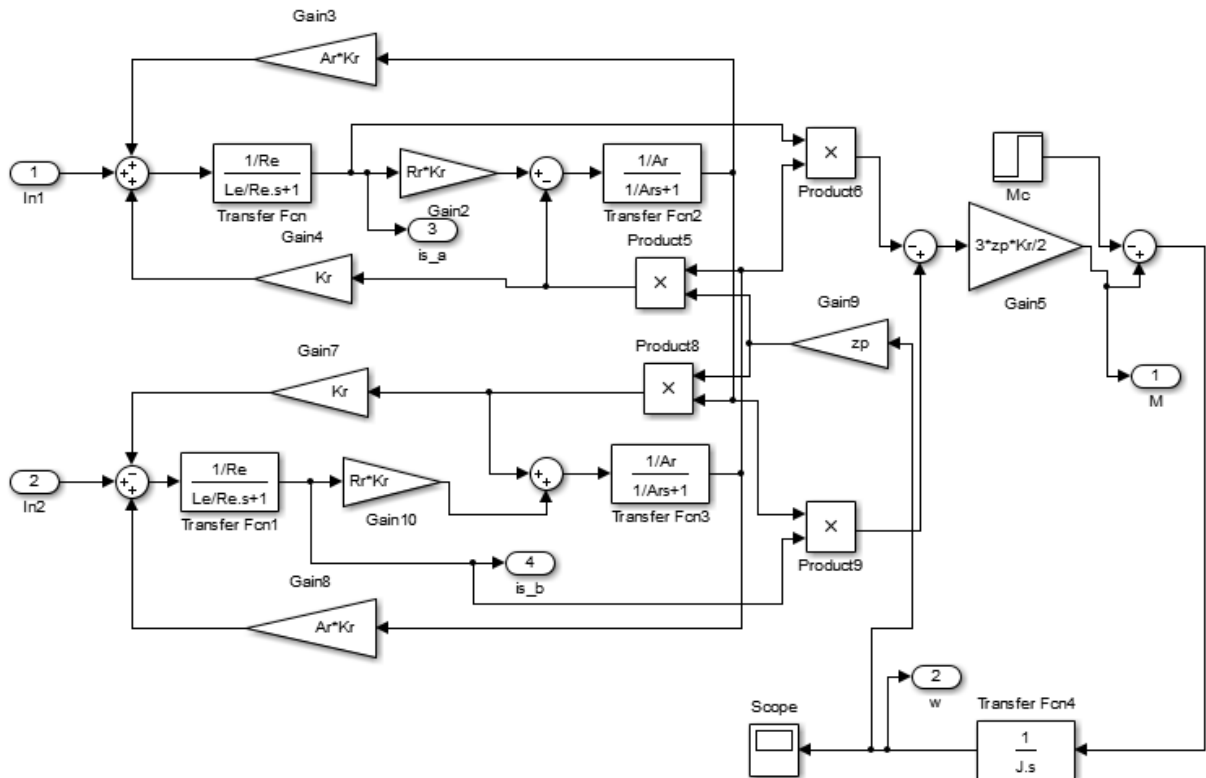 Gain3
Ar*Kr
1
In1
+
+
+
1/Re
Le/Re.s+1
Transfer Fcn
Rr*Kr
Gain2
3
is_a
+
-
1/Ar
1/Ars+1
Transfer Fcn2
×
Product6
Mc
-
+
3*zp*Kr/2
Gain5
-
+
Gain4
Kr
Product5
×
Gain9
zp
1
M
Gain7
Kr
Product8
×
2
In2
-
+
+
1/Re
Le/Re.s+1
Transfer Fcn1
Rr*Kr
Gain10
+
+
1/Ar
1/Ars+1
Transfer Fcn3
×
Product9
4
is_b
Gain8
Ar*Kr
2
w
Scope
Transfer Fcn4
1
J.s